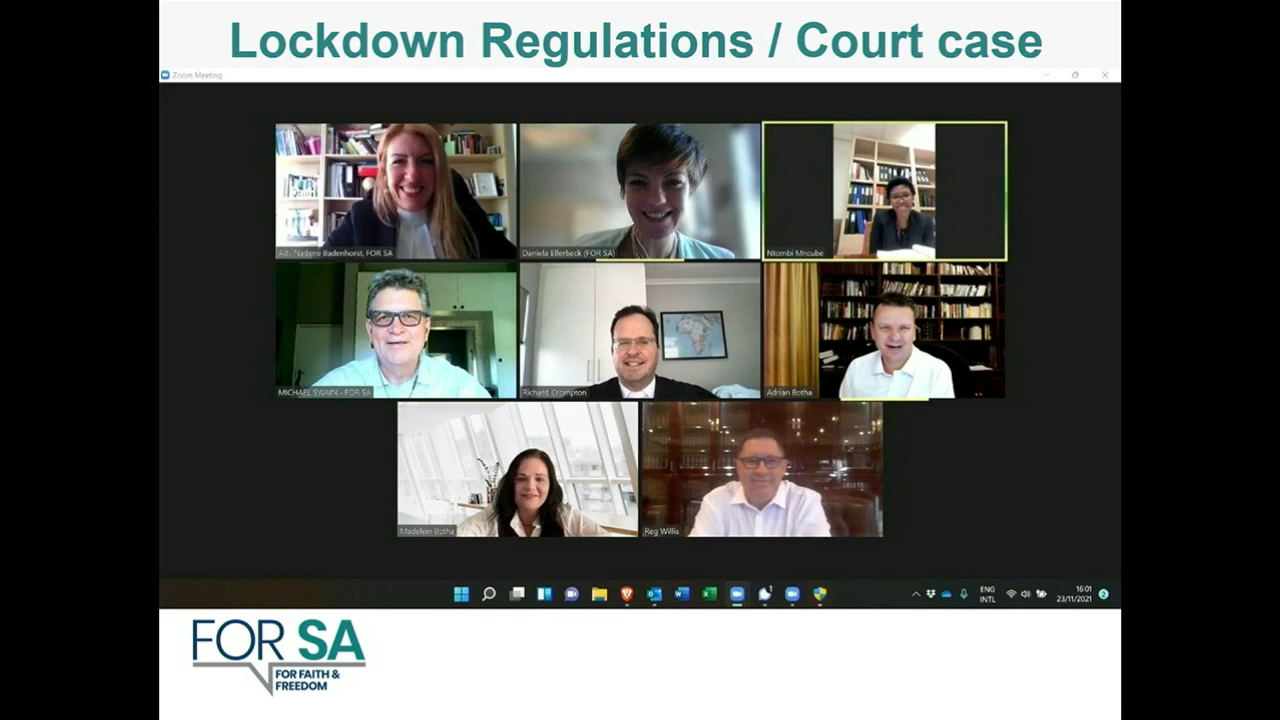 Lockdown Regulations / Court case
Zoom Meeting
Adv Nadene Badenhorst, FOR SA
Daniela Ellerbeck (FOR SA)
Ntombi Mncube
MICHAEL SWAIN - FOR SA
Richard Crompton
Adrian Botha
Madelein Botha
Reg Willis
ENG
INTL
16:01
23/11/2021
2
FOR SA
FOR FAITH &
FREEDOM